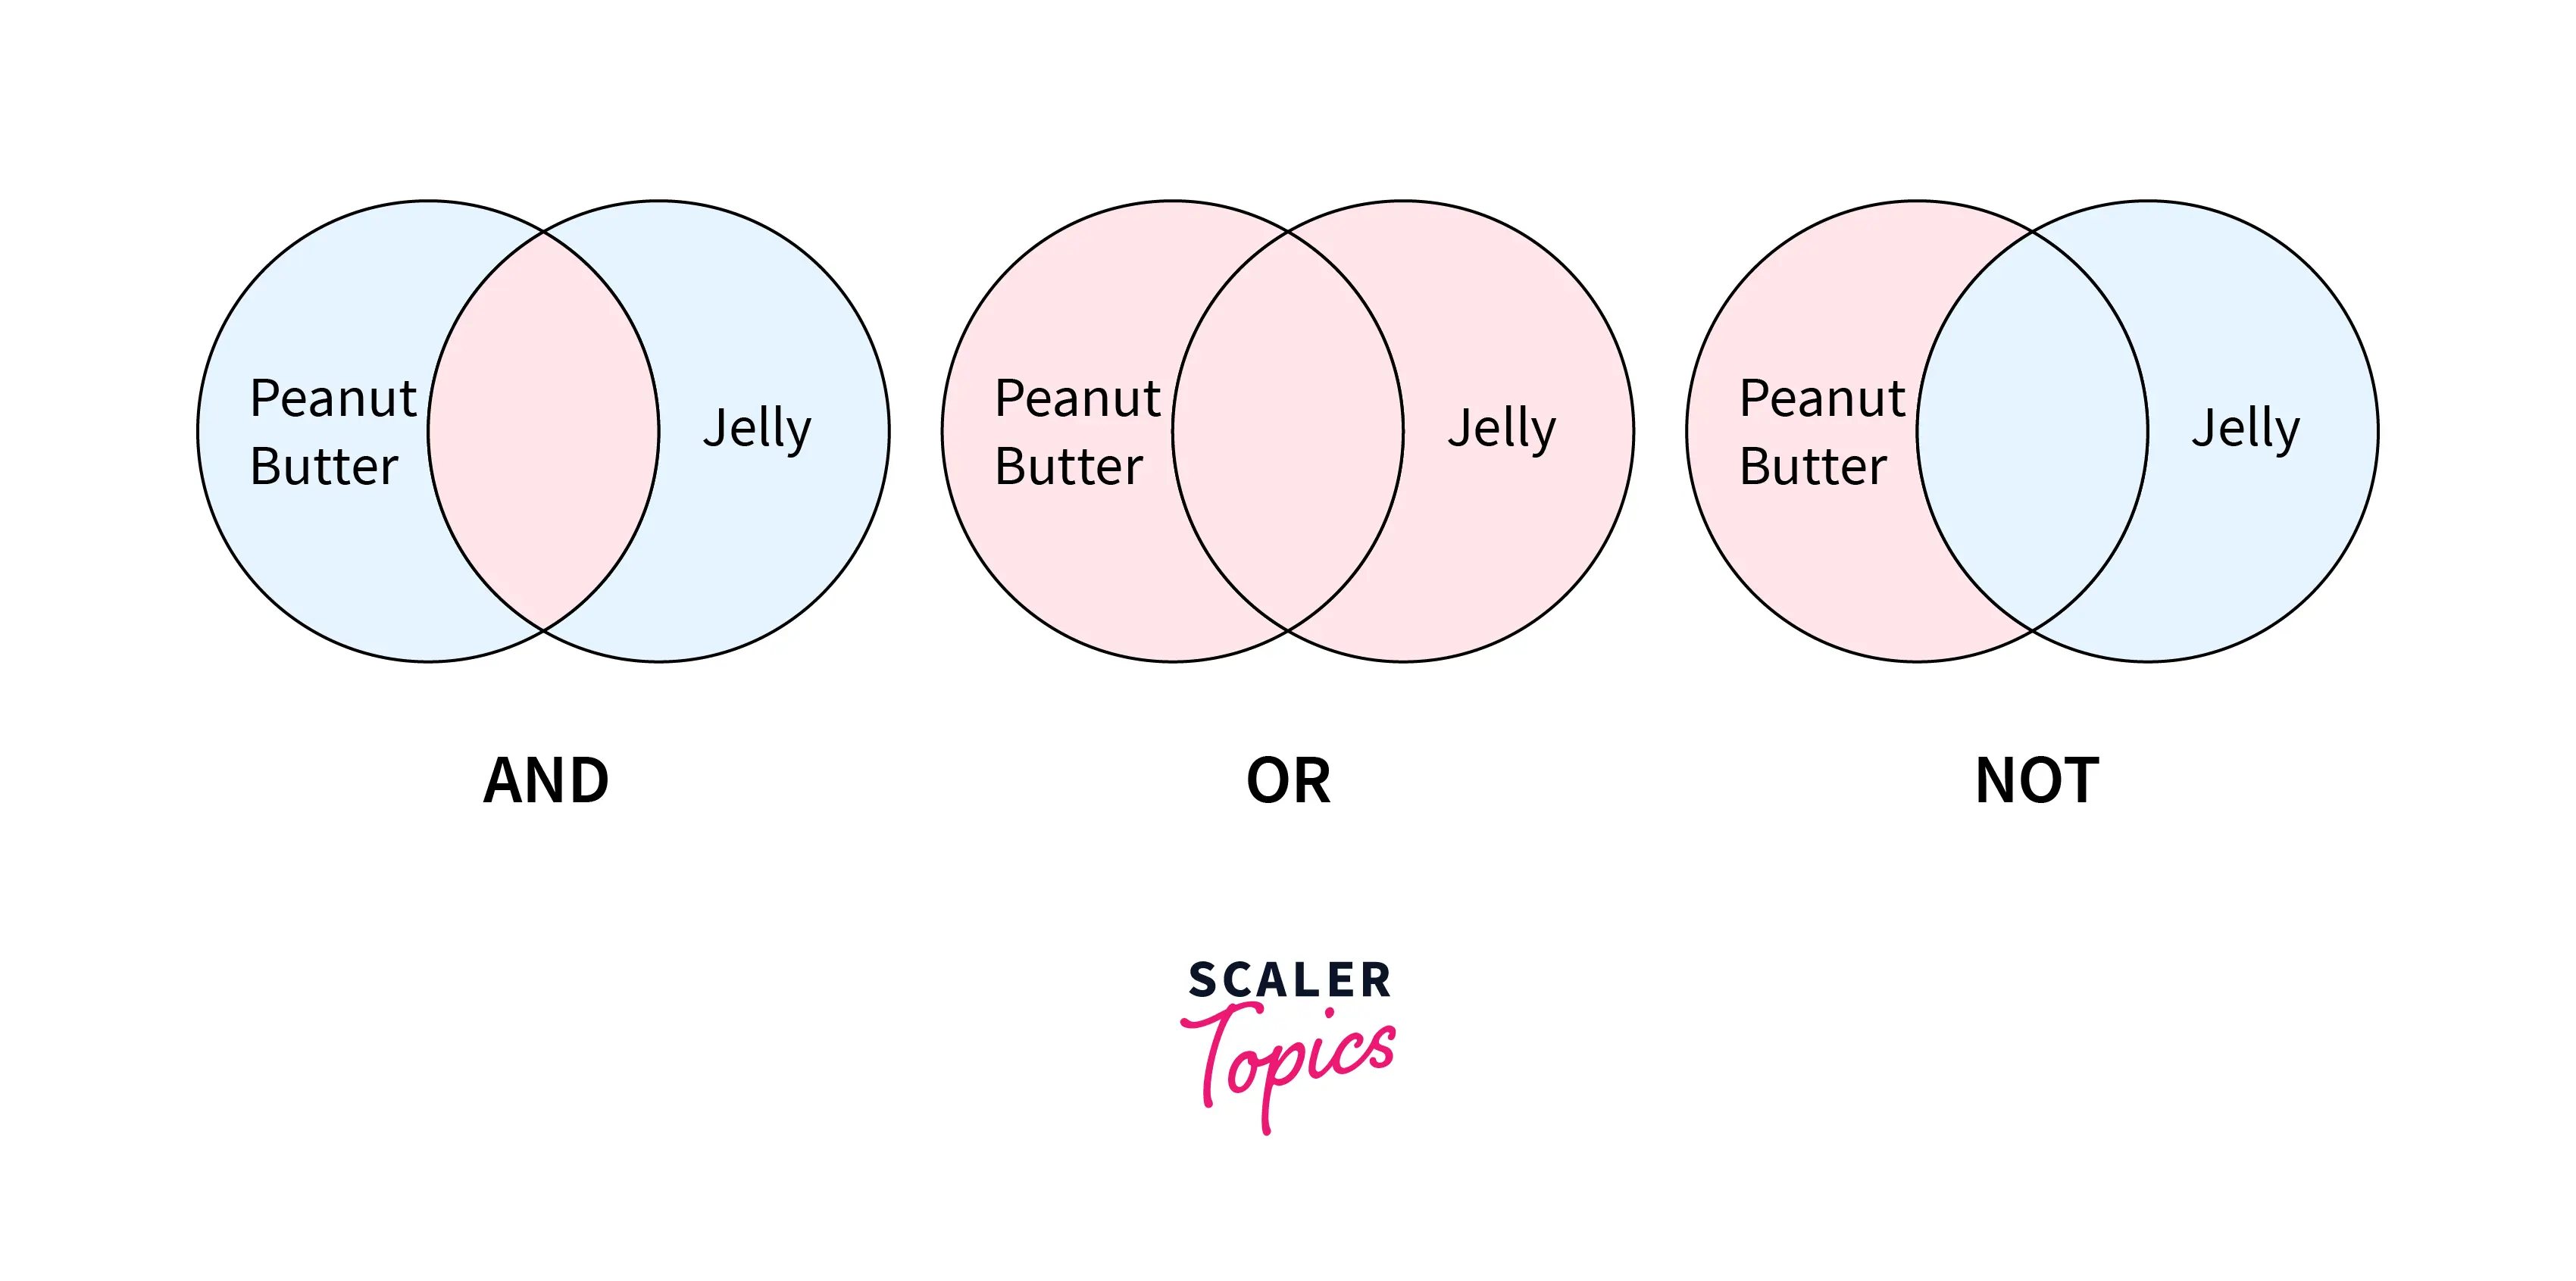 Peanut
Butter
Jelly
Peanut
Butter
Jelly
Peanut
Butter
Jelly
AND
OR
NOT
SCALER
Topics